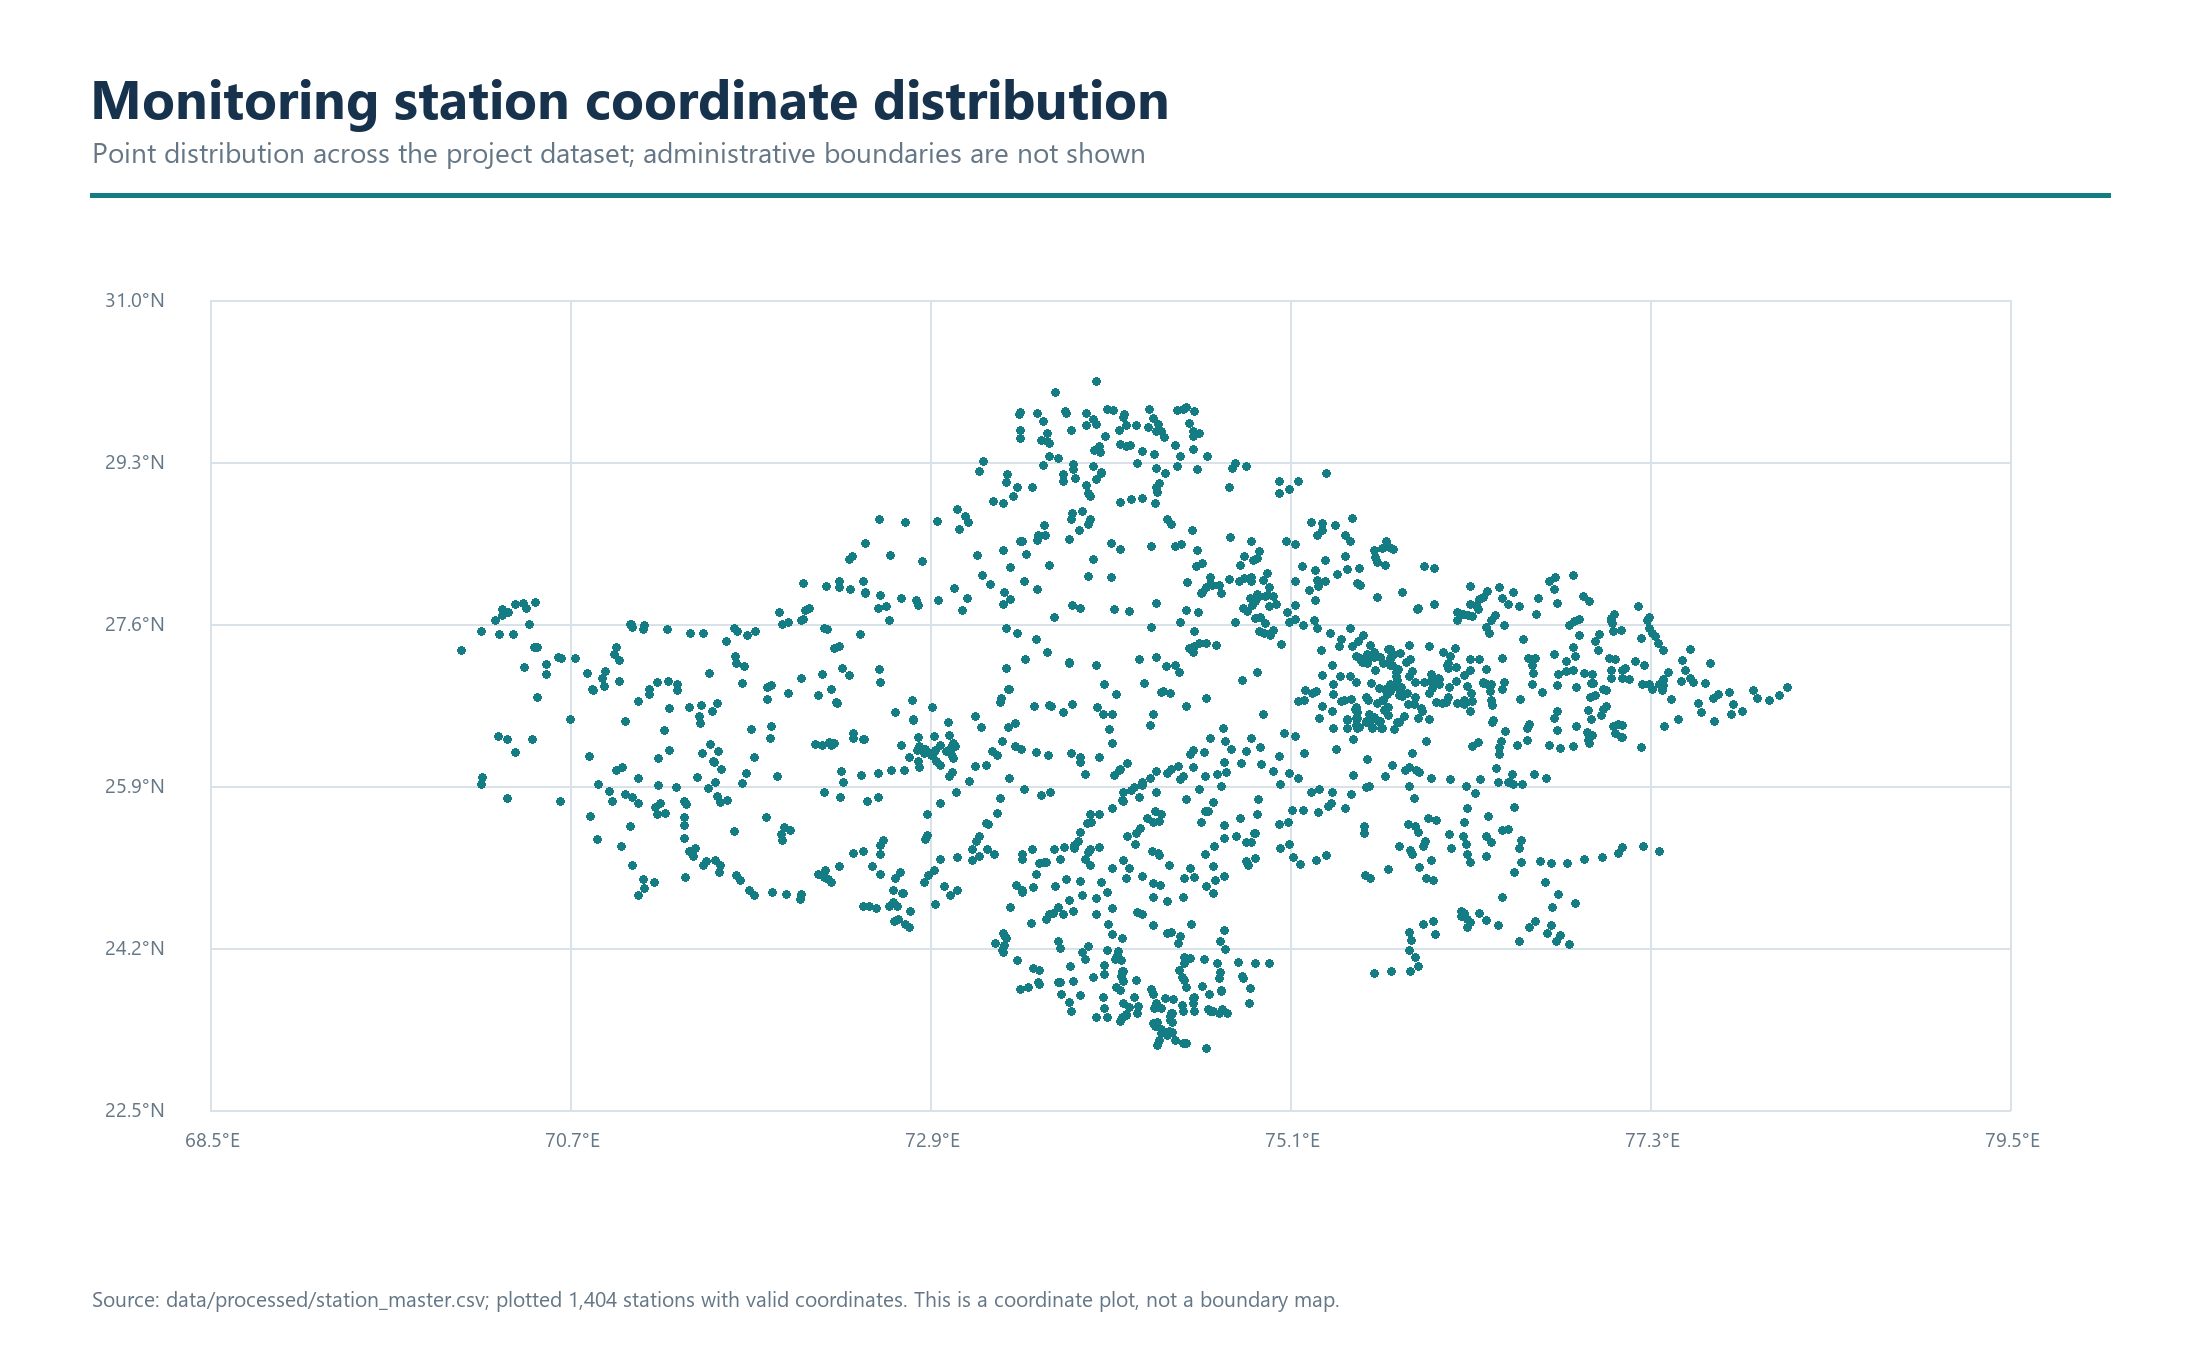 Monitoring station coordinate distribution
Point distribution across the project dataset; administrative boundaries are not shown
31.0°N
29.3°N
27.6°N
25.9°N
24.2°N
22.5°N
68.5°E 70.7°E 72.9°E 75.1°E 77.3°E 79.5°E
Source: data/processed/station_master.csv; plotted 1,404 stations with valid coordinates. This is a coordinate plot, not a boundary map.